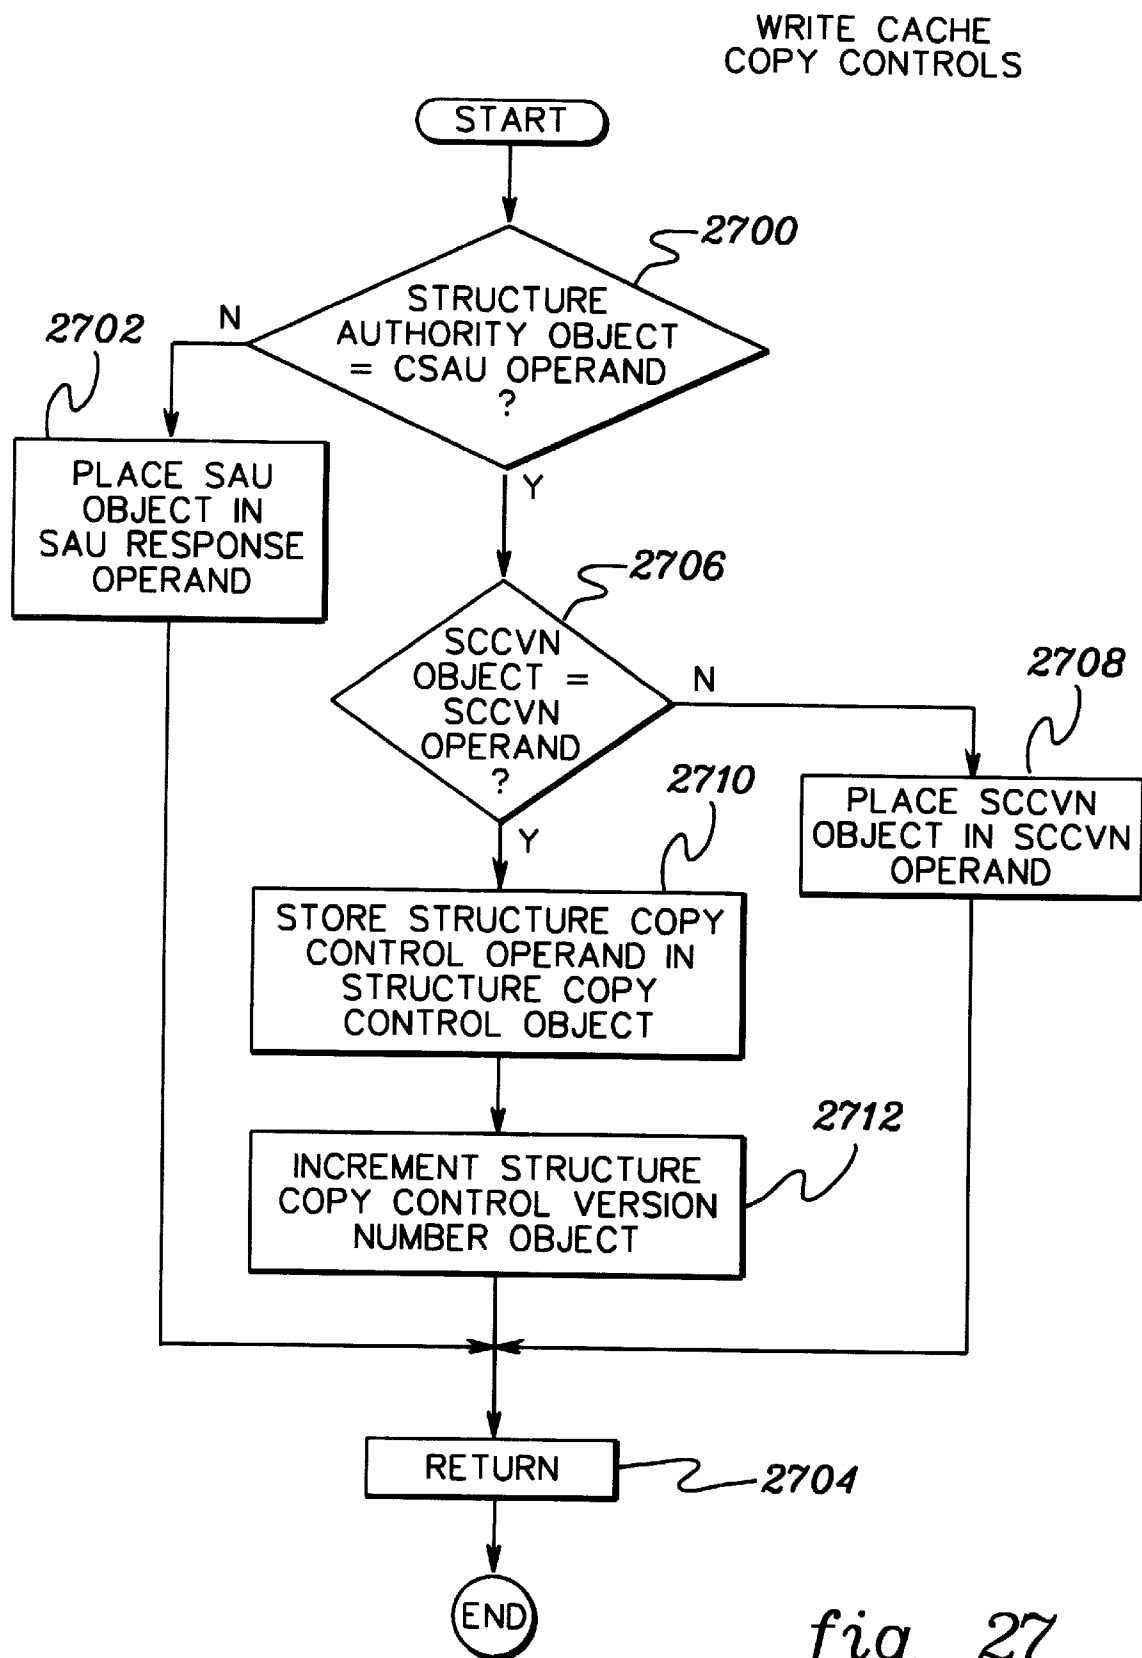 WRITE CACHE
COPY CONTROLS
START
2700
STRUCTURE
AUTHORITY OBJECT
= CSAU OPERAND
?
N
2702
PLACE SAU
OBJECT IN
SAU RESPONSE
OPERAND
Y
2706
SCCVN
OBJECT =
SCCVN
OPERAND
?
N
2708
PLACE SCCVN
OBJECT IN SCCVN
OPERAND
Y
2710
STORE STRUCTURE COPY
CONTROL OPERAND IN
STRUCTURE COPY
CONTROL OBJECT
2712
INCREMENT STRUCTURE
COPY CONTROL VERSION
NUMBER OBJECT
RETURN
2704
END
fig. 27